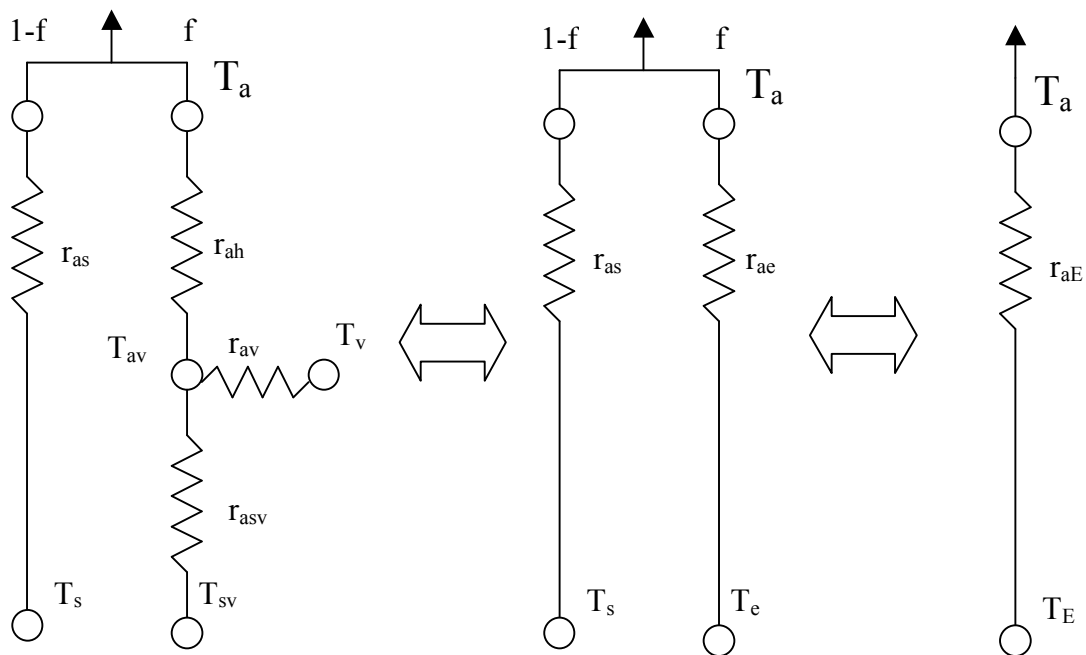 1-f f
T_a
r_as r_ah
T_av r_av T_v
r_asv
T_s T_sv
1-f f
T_a
r_as r_ae
T_s T_e
T_a
r_aE
T_E